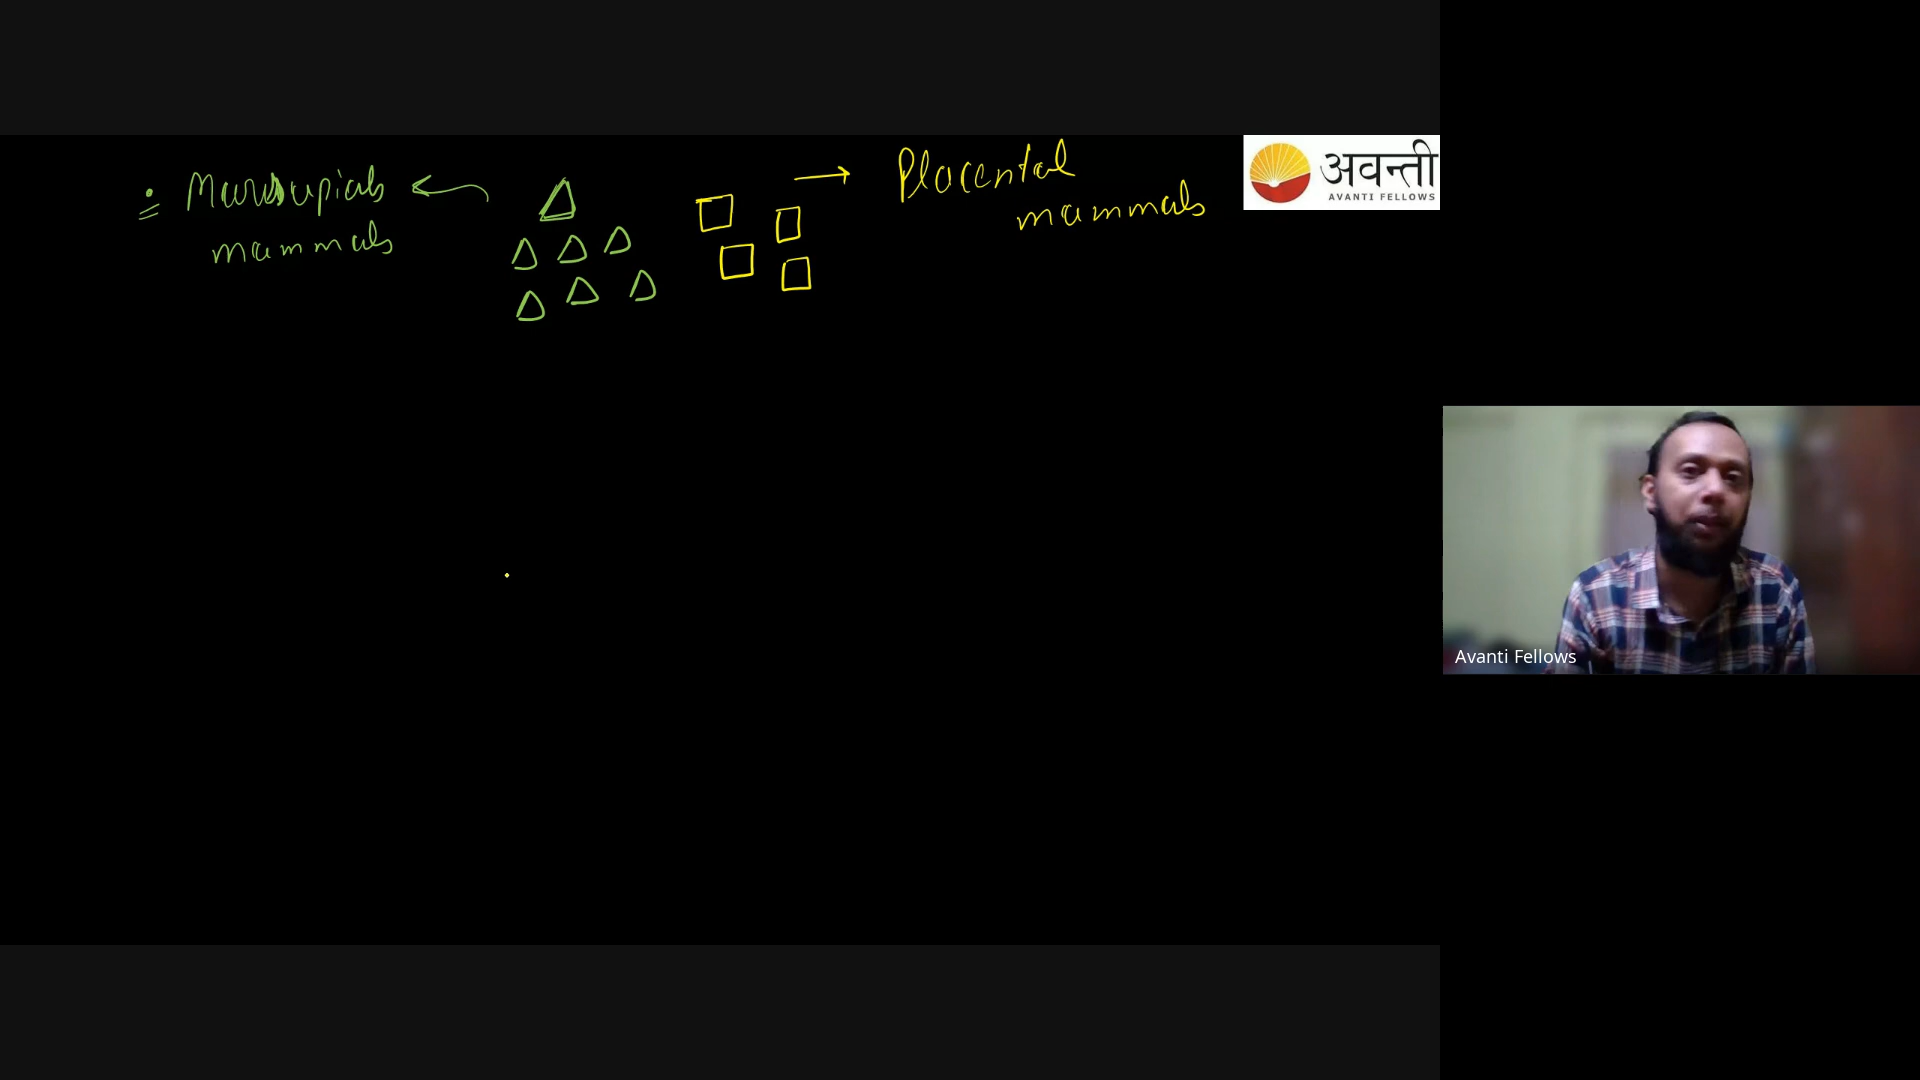 Marsupials
mammals
Placental
mammals
अवन्ती
AVANTI FELLOWS
Avanti Fellows